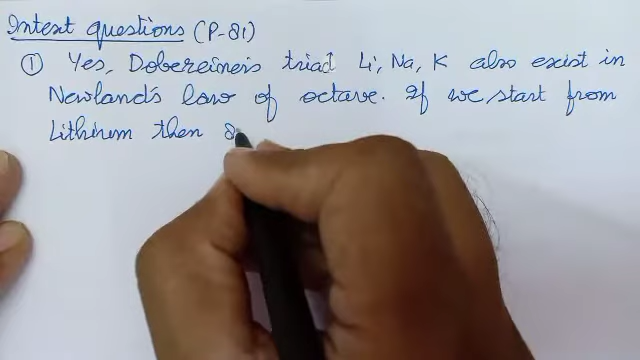 Intext questions (P-81)
① Yes, Dobereiner's triad Li, Na, K also exist in
Newland's law of octave. If we start from
Lithium then 8